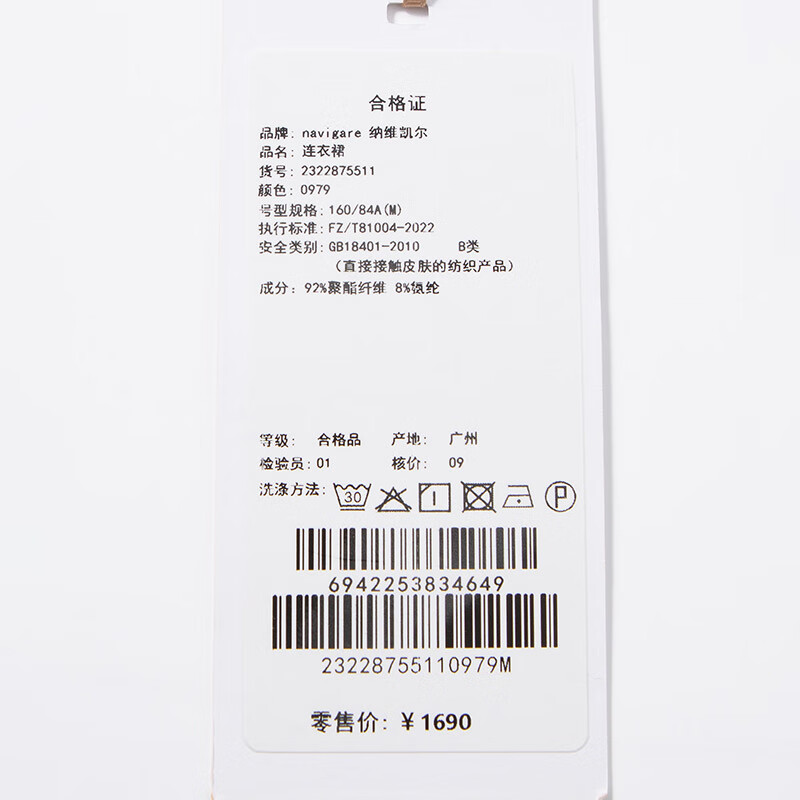 合格证
品牌: navigare 纳维凯尔
品名: 连衣裙
货号: 2322875511
颜色: 0979
号型规格: 160/84A(M)
执行标准: FZ/T81004-2022
安全类别: GB18401-2010 B类
(直接接触皮肤的纺织产品)
成分: 92%聚酯纤维 8%氨纶
等级: 合格品 产地: 广州
检验员: 01 核价: 09
洗涤方法: 30 P
6942253834649
23228755110979M
零售价: ¥1690